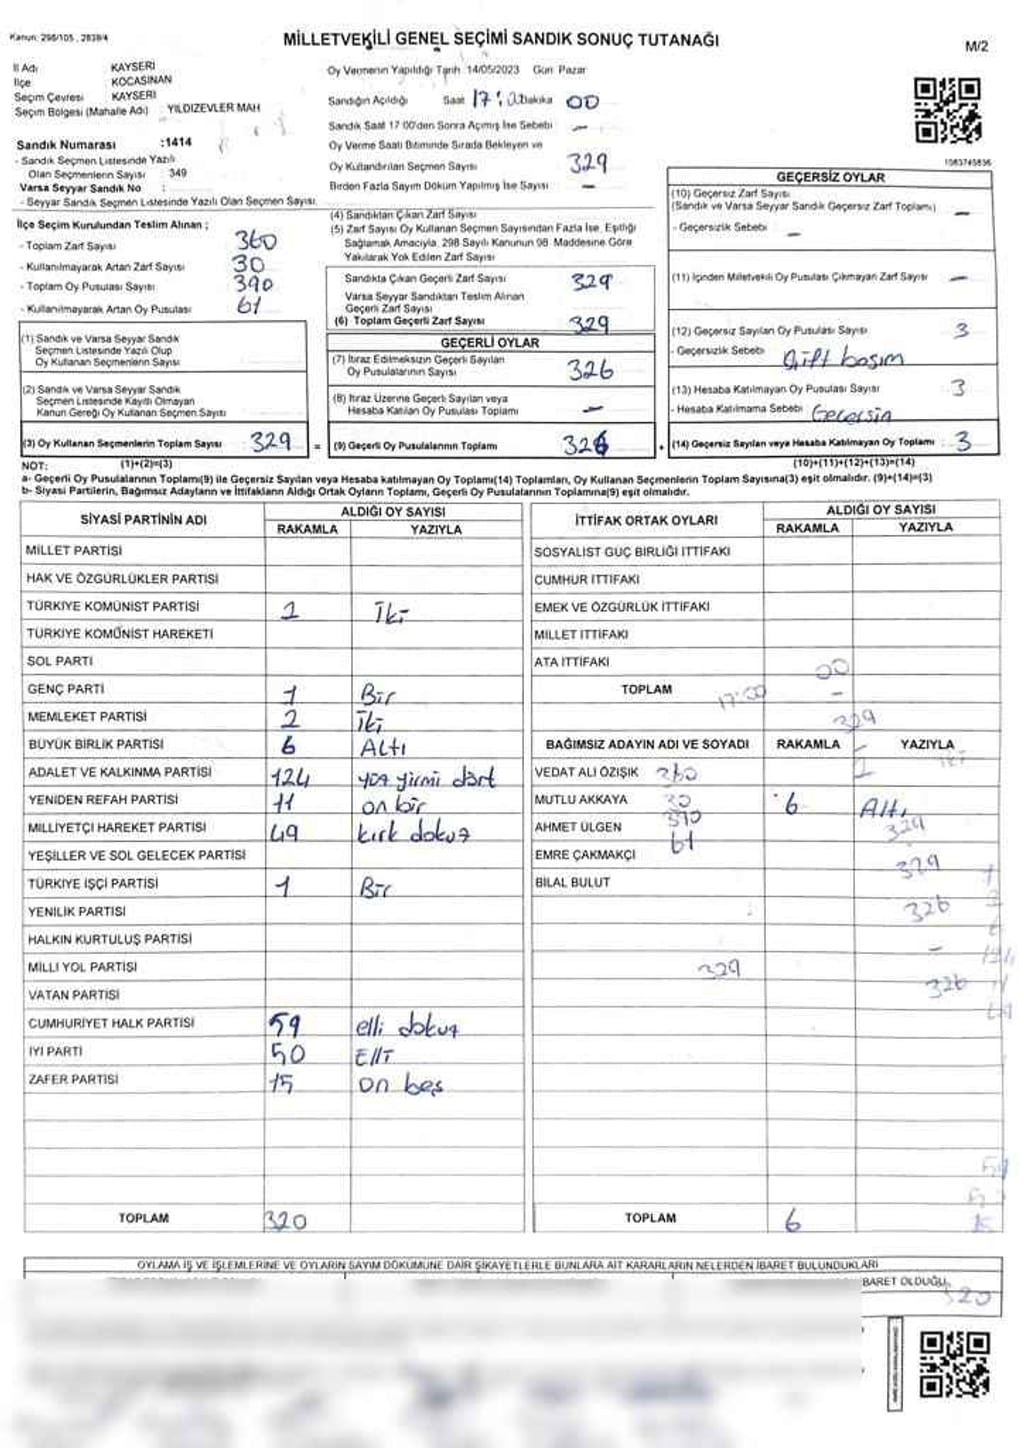 Kanun: 298/105, 2839/4
MİLLETVEKİLİ GENEL SEÇİMİ SANDIK SONUÇ TUTANAĞI
M/2
İl Adı : KAYSERİ
İlçe : KOCASİNAN
Seçim Çevresi : KAYSERİ
Seçim Bölgesi (Mahalle Adı) : YILDIZEVLER MAH
Sandık Numarası :1414
- Sandık Seçmen Listesinde Yazılı
Olan Seçmenlerin Sayısı : 349
Varsa Seyyar Sandık No :
- Seyyar Sandık Seçmen Listesinde Yazılı Olan Seçmen Sayısı:
Oy Vermenin Yapıldığı Tarih :14/05/2023 Gün: Pazar
Sandığın Açıldığı Saat 17:00 Dakika 00
Sandık Saat 17:00'den Sonra Açımış İse Sebebi : —
Oy Verme Saati Bitiminde Sırada Bekleyen ve
Oy Kullandırılan Seçmen Sayısı : 329
Birden Fazla Sayım Döküm Yapılmış İse Sayısı : —
1083745836
İlçe Seçim Kurulundan Teslim Alınan ;
- Toplam Zarf Sayısı : 360
- Kullanılmayarak Artan Zarf Sayısı : 30
- Toplam Oy Pusulası Sayısı : 390
- Kullanılmayarak Artan Oy Pusulası : 61
(1) Sandık ve Varsa Seyyar Sandık
Seçmen Listesinde Yazılı Olup
Oy Kullanan Seçmenlerin Sayısı
(2) Sandık ve Varsa Seyyar Sandık
Seçmen Listesinde Kayıtlı Olmayan
Kanun Gereği Oy Kullanan Seçmen Sayısı :
(3) Oy Kullanan Seçmenlerin Toplam Sayısı : 329
(4) Sandıktan Çıkan Zarf Sayısı
(5) Zarf Sayısı Oy Kullanan Seçmen Sayısından Fazla İse, Eşitliği
Sağlamak Amacıyla, 298 Sayılı Kanunun 98. Maddesine Göre
Yakılarak Yok Edilen Zarf Sayısı
Sandıkta Çıkan Geçerli Zarf Sayısı : 329
Varsa Seyyar Sandıktan Teslim Alınan
Geçerli Zarf Sayısı
(6) Toplam Geçerli Zarf Sayısı : 329
GEÇERLİ OYLAR
(7) İtiraz Edilmeksizin Geçerli Sayılan
Oy Pusulalarının Sayısı : 326
(8) İtiraz Üzerine Geçerli Sayılan veya
Hesaba Katılan Oy Pusulası Toplamı : —
= (9) Geçerli Oy Pusulalarının Toplamı : 326
GEÇERSİZ OYLAR
(10) Geçersiz Zarf Sayısı
(Sandık ve Varsa Seyyar Sandık Geçersiz Zarf Toplamı) : —
- Geçersizlik Sebebi : —
(11) İçinden Milletvekili Oy Pusulası Çıkmayan Zarf Sayısı : —
(12) Geçersiz Sayılan Oy Pusulası Sayısı : 3
- Geçersizlik Sebebi : Çift basım
(13) Hesaba Katılmayan Oy Pusulası Sayısı : 3
- Hesaba Katılmama Sebebi : Geçersin
+ (14) Geçersiz Sayılan veya Hesaba Katılmayan Oy Toplamı : 3
NOT: (1)+(2)=(3) (10)+(11)+(12)+(13)=(14)
a- Geçerli Oy Pusulalarının Toplamı(9) ile Geçersiz Sayılan veya Hesaba Katılmayan Oy Toplamı(14) Toplamları, Oy Kullanan Seçmenlerin Toplam Sayısına(3) eşit olmalıdır. (9)+(14)=(3)
b- Siyasi Partilerin, Bağımsız Adayların ve İttifakların Aldığı Ortak Oyların Toplamı, Geçerli Oy Pusulalarının Toplamına(9) eşit olmalıdır.
SİYASİ PARTİNİN ADI ALDIĞI OY SAYISI
RAKAMLA YAZIYLA
MİLLET PARTİSİ
HAK VE ÖZGÜRLÜKLER PARTİSİ
TÜRKİYE KOMÜNİST PARTİSİ 2 İki
TÜRKİYE KOMÜNİST HAREKETİ
SOL PARTİ
GENÇ PARTİ 1 Bir
MEMLEKET PARTİSİ 2 İki
BÜYÜK BİRLİK PARTİSİ 6 Altı
ADALET VE KALKINMA PARTİSİ 124 yüz yirmi dört
YENİDEN REFAH PARTİSİ 11 on bir
MİLLİYETÇİ HAREKET PARTİSİ 49 kırk dokuz
YEŞİLLER VE SOL GELECEK PARTİSİ
TÜRKİYE İŞÇİ PARTİSİ 1 Bir
YENİLİK PARTİSİ
HALKIN KURTULUŞ PARTİSİ
MİLLİ YOL PARTİSİ
VATAN PARTİSİ
CUMHURİYET HALK PARTİSİ 59 elli dokuz
İYİ PARTİ 50 Elli
ZAFER PARTİSİ 15 on beş
TOPLAM 320
İTTİFAK ORTAK OYLARI ALDIĞI OY SAYISI
RAKAMLA YAZIYLA
SOSYALİST GÜÇ BİRLİĞİ İTTİFAKI
CUMHUR İTTİFAKI
EMEK VE ÖZGÜRLÜK İTTİFAKI
MİLLET İTTİFAKI
ATA İTTİFAKI
00
TOPLAM 17:00 —
329
BAĞIMSIZ ADAYIN ADI VE SOYADI RAKAMLA YAZIYLA
VEDAT ALİ ÖZIŞIK 360
MUTLU AKKAYA 30 6 Altı
AHMET ÜLGEN 390 329
EMRE ÇAKMAKÇI 61 329
BİLAL BULUT
326
329
326
TOPLAM 6
OYLAMA İŞ VE İŞLEMLERİNE VE OYLARIN SAYIM DÖKÜMÜNE DAİR ŞİKAYETLERLE BUNLARA AİT KARARLARIN NELERDEN İBARET BULUNDUKLARI
BARET OLDUĞU
320